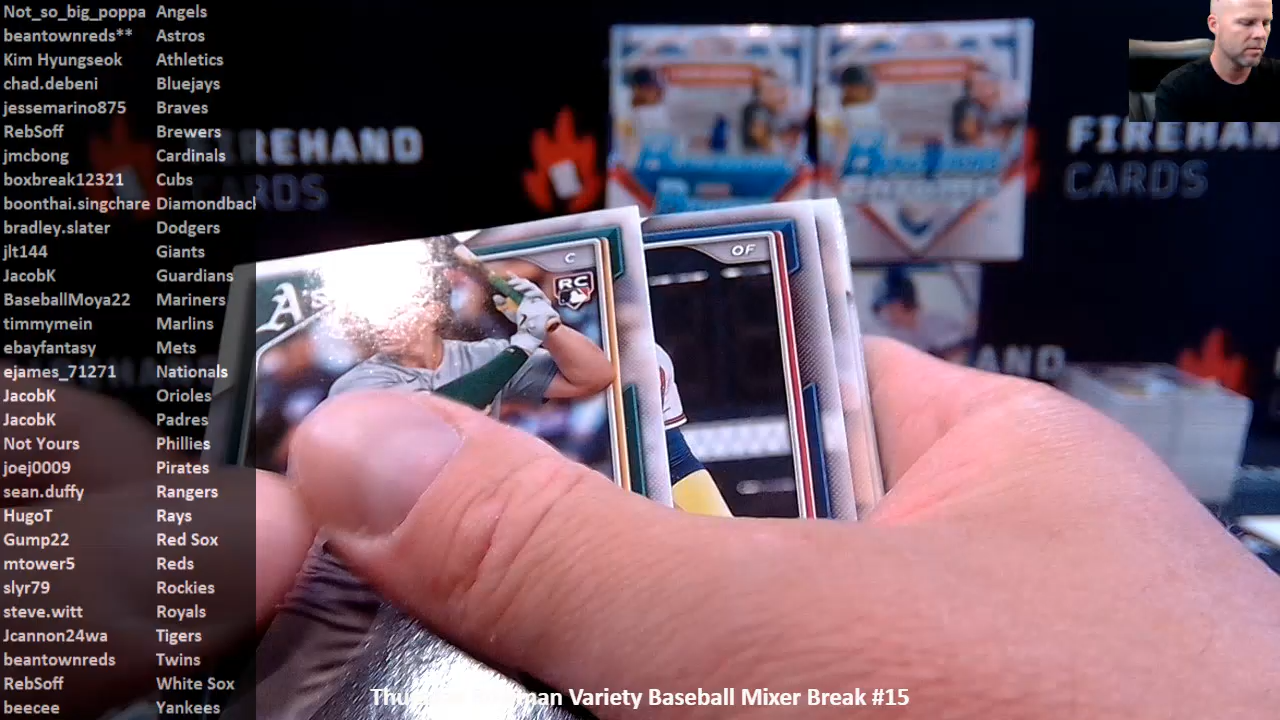 Not_so_big_poppa Angels
beantownreds** Astros
Kim Hyungseok Athletics
chad.debeni Bluejays
jessemarino875 Braves
RebSoff Brewers
jmcbong Cardinals
boxbreak12321 Cubs
boonthai.singchare Diamondbac
bradley.slater Dodgers
jlt144 Giants
JacobK Guardians
BaseballMoya22 Mariners
timmymein Marlins
ebayfantasy Mets
ejames_71271 Nationals
JacobK Orioles
JacobK Padres
Not Yours Phillies
joej0009 Pirates
sean.duffy Rangers
HugoT Rays
Gump22 Red Sox
mtower5 Reds
slyr79 Rockies
steve.witt Royals
Jcannon24wa Tigers
beantownreds Twins
RebSoff White Sox
beecee Yankees
REHAND
CARDS
FIREHAN
CARDS
A's
C
RC
OF
Variety Baseball Mixer Break #15